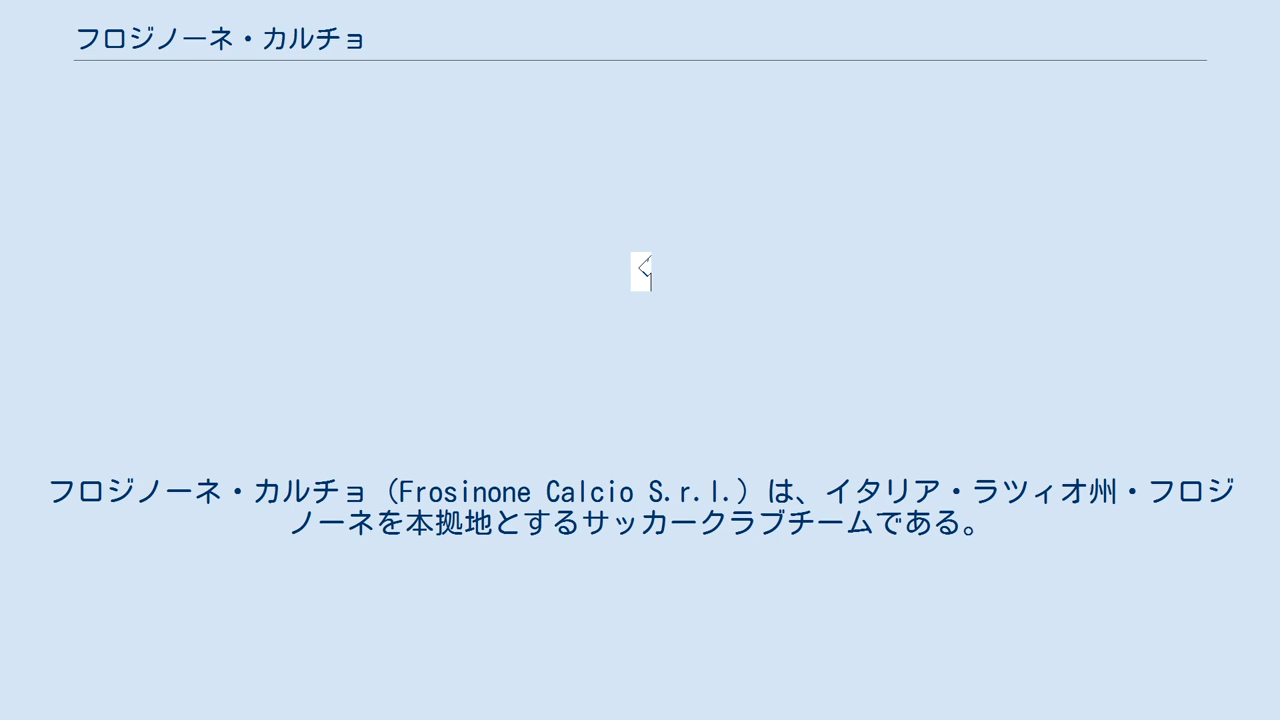 フロジノーネ・カルチョ
フロジノーネ・カルチョ（Frosinone Calcio S.r.l.）は、イタリア・ラツィオ州・フロジ
ノーネを本拠地とするサッカークラブチームである。